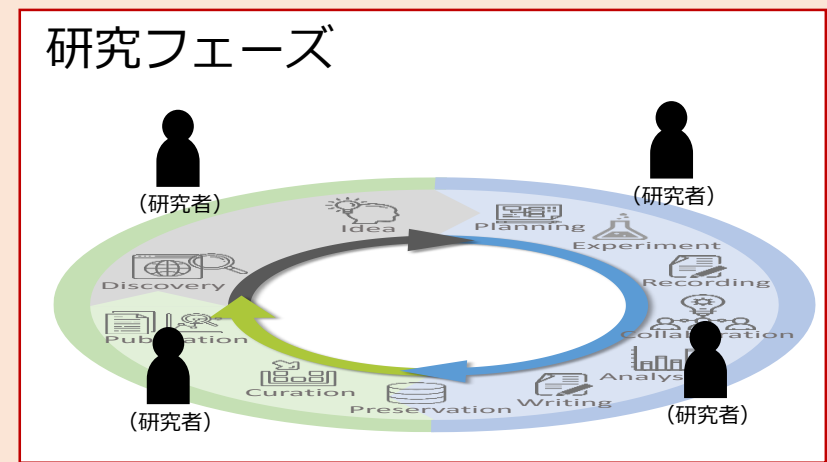 研究フェーズ
(研究者)
(研究者)
Idea
Planning
Experiment
Recording
Collaboration
Analys
Writing
Preservation
Curation
Publication
Discovery
(研究者)
(研究者)